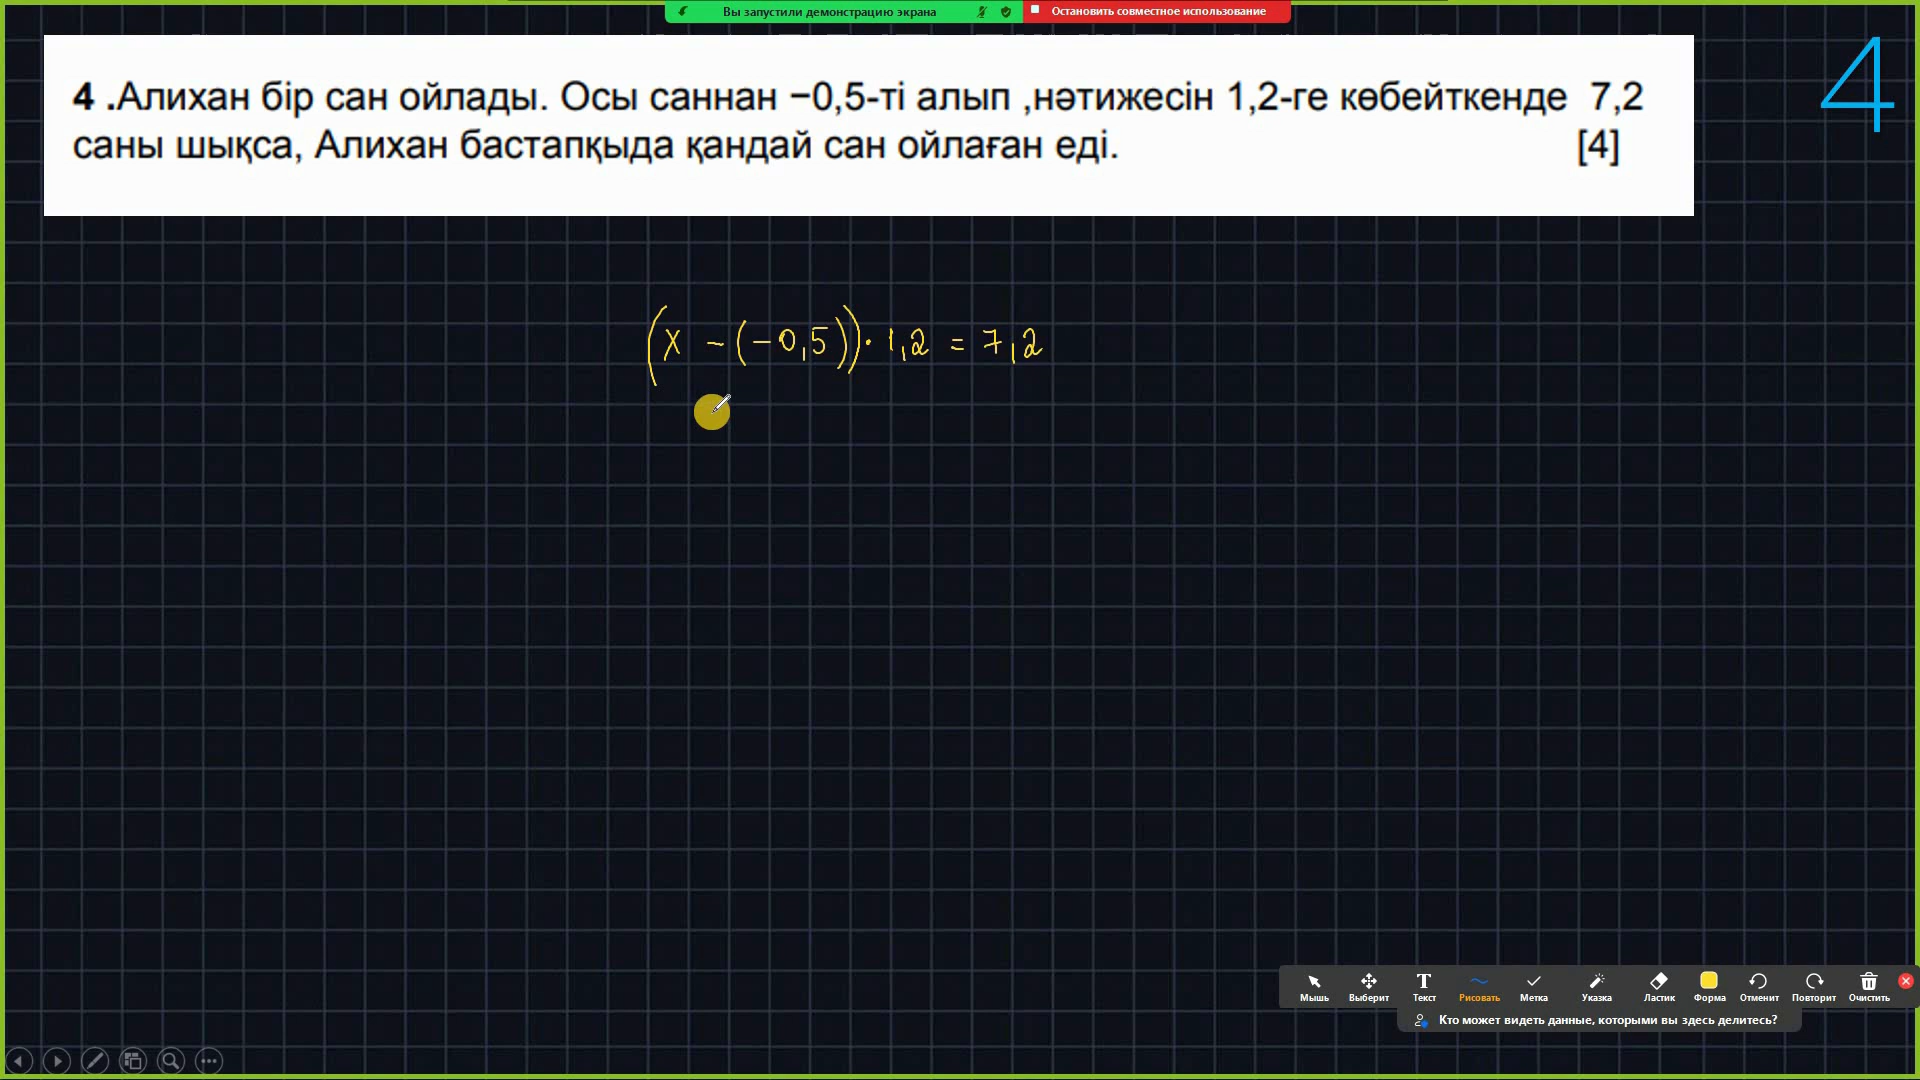 Вы запустили демонстрацию экрана
Остановить совместное использование
4 .Алихан бір сан ойлады. Осы саннан −0,5-ті алып ,нәтижесін 1,2-ге көбейткенде 7,2
саны шықса, Алихан бастапқыда қандай сан ойлаған еді. [4]
4
(x - (-0,5)) · 1,2 = 7,2
Мышь Выберит Текст Рисовать Метка Указка Ластик Форма Отменит Повторит Очистить
Кто может видеть данные, которыми вы здесь делитесь?